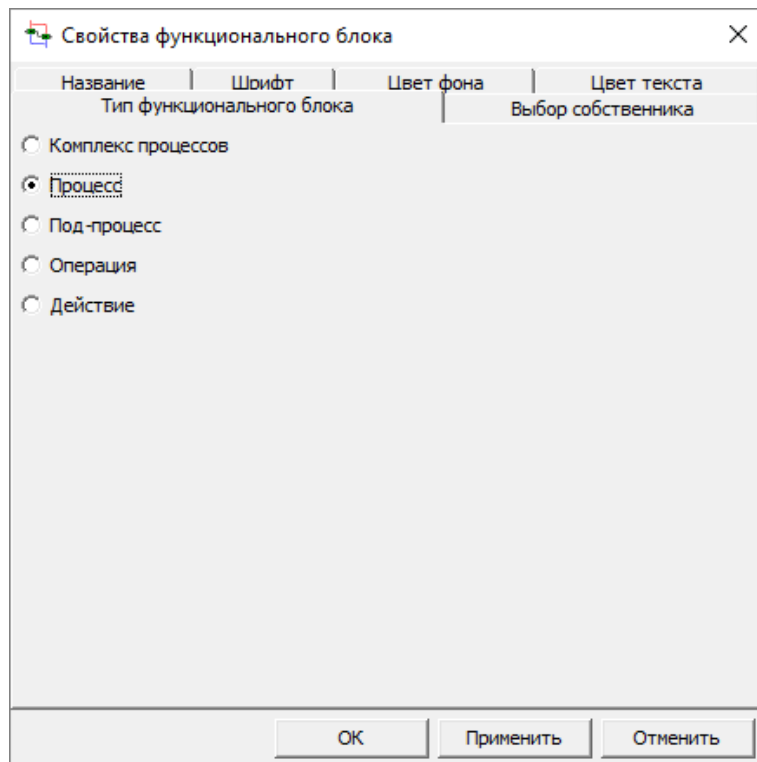 Свойства функционального блока
Название Шрифт Цвет фона Цвет текста
Тип функционального блока Выбор собственника
Комплекс процессов
Процесс
Под-процесс
Операция
Действие
ОК Применить Отменить